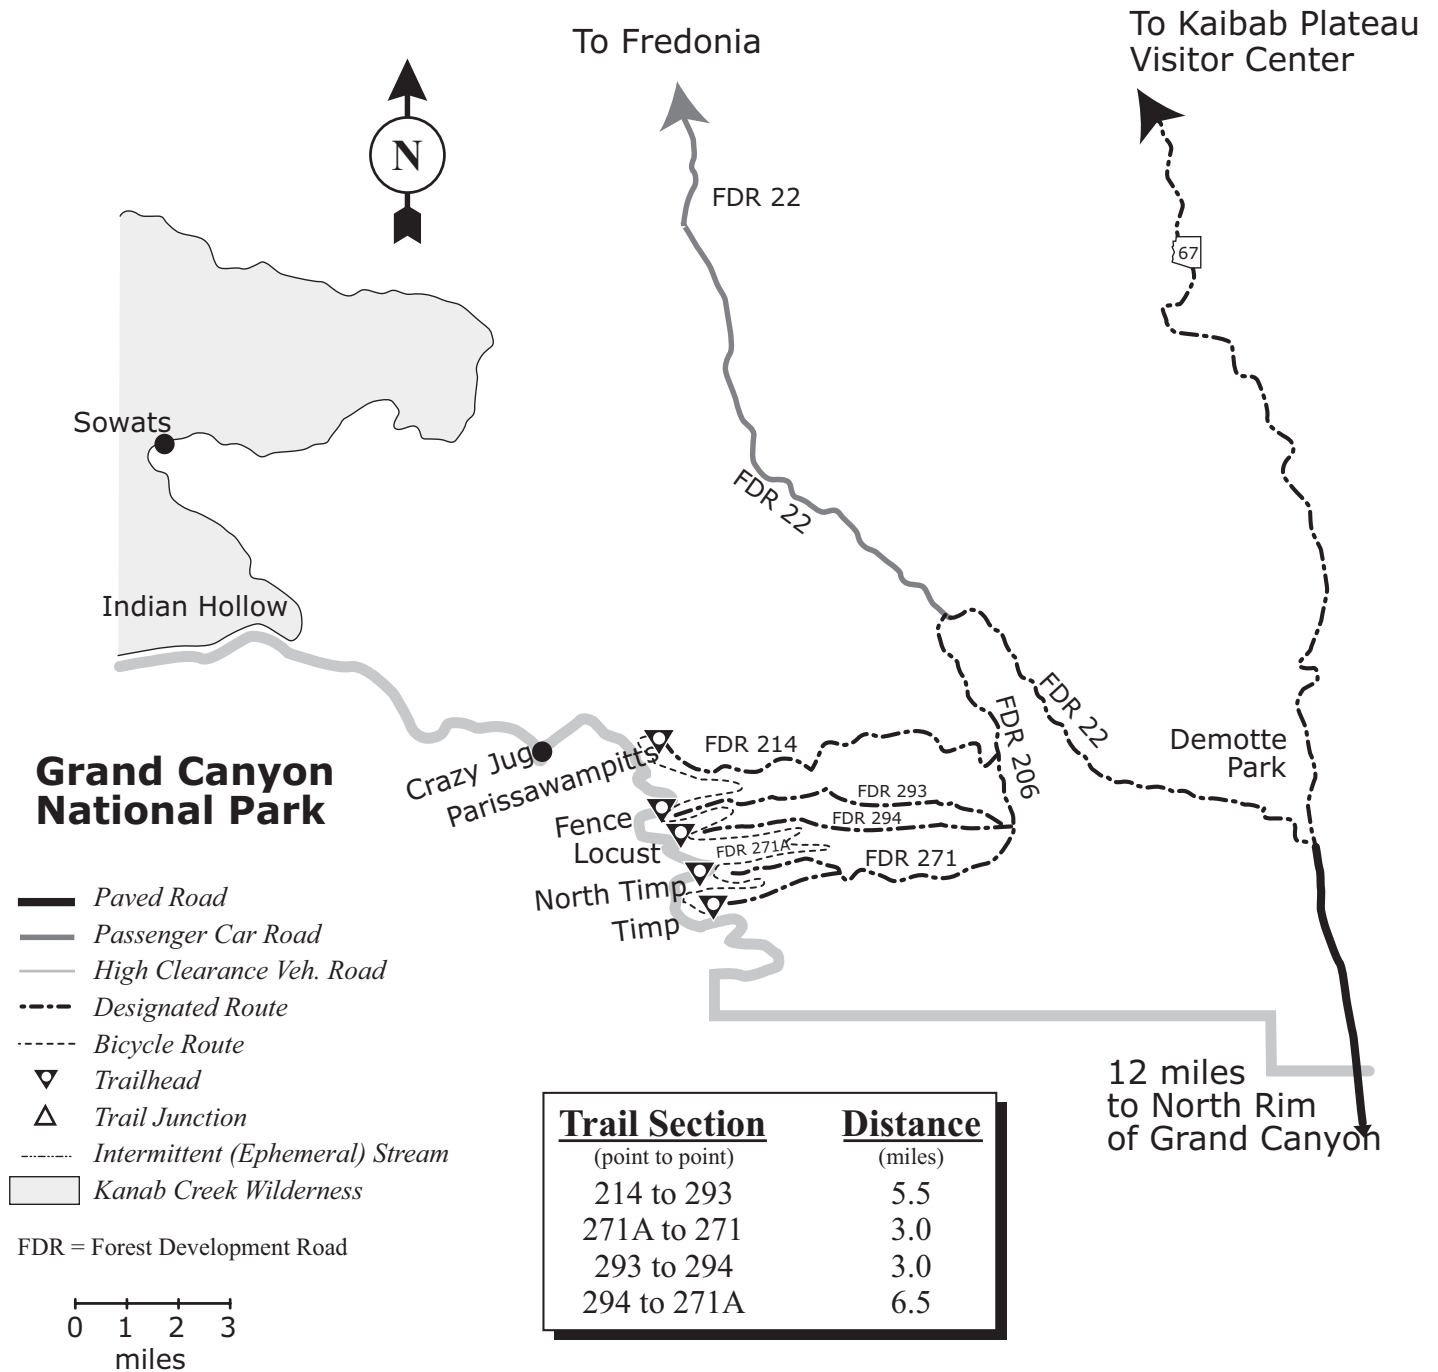 To Fredonia
To Kaibab Plateau
Visitor Center
N
FDR 22
67
Sowats
FDR 22
Indian Hollow
FDR 22
FDR 206
Demotte
Park
FDR 214
Crazy Jug
Parissawampitts
Grand Canyon
National Park
FDR 293
Fence
FDR 294
Locust
FDR 271A
FDR 271
North Timp
Timp
Paved Road
Passenger Car Road
High Clearance Veh. Road
Designated Route
Bicycle Route
Trailhead
Trail Junction
Intermittent (Ephemeral) Stream
Kanab Creek Wilderness
FDR = Forest Development Road
0 1 2 3
miles
12 miles
to North Rim
of Grand Canyon
Trail Section Distance
(point to point) (miles)
214 to 293 5.5
271A to 271 3.0
293 to 294 3.0
294 to 271A 6.5